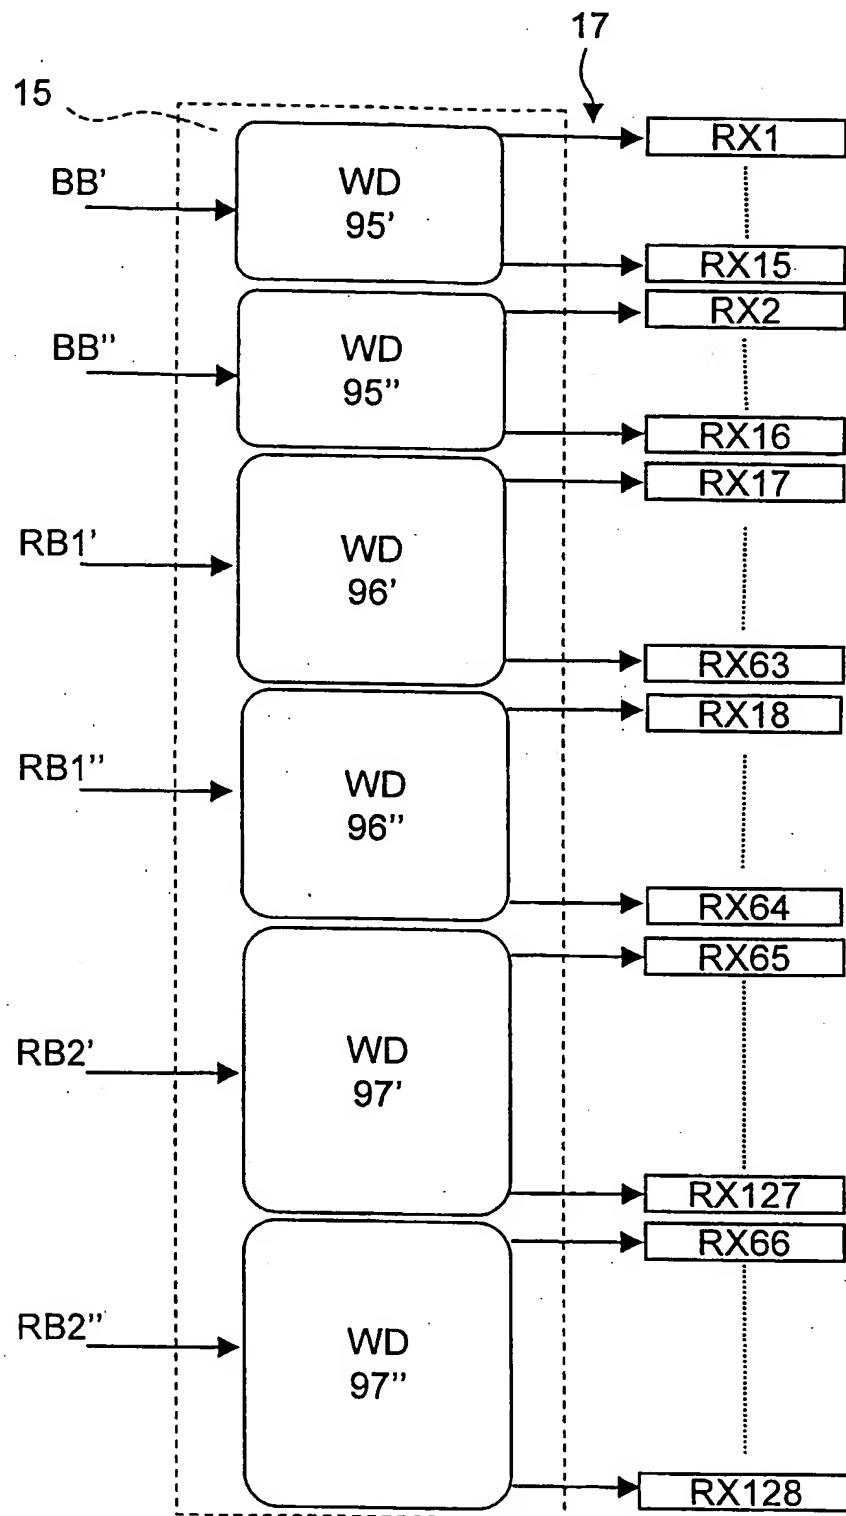 17
15
RX1
WD
95'
BB'
RX15
RX2
WD
95''
BB''
RX16
RX17
RB1'
WD
96'
RX63
RX18
RB1''
WD
96''
RX64
RX65
RB2'
WD
97'
RX127
RX66
RB2''
WD
97''
RX128